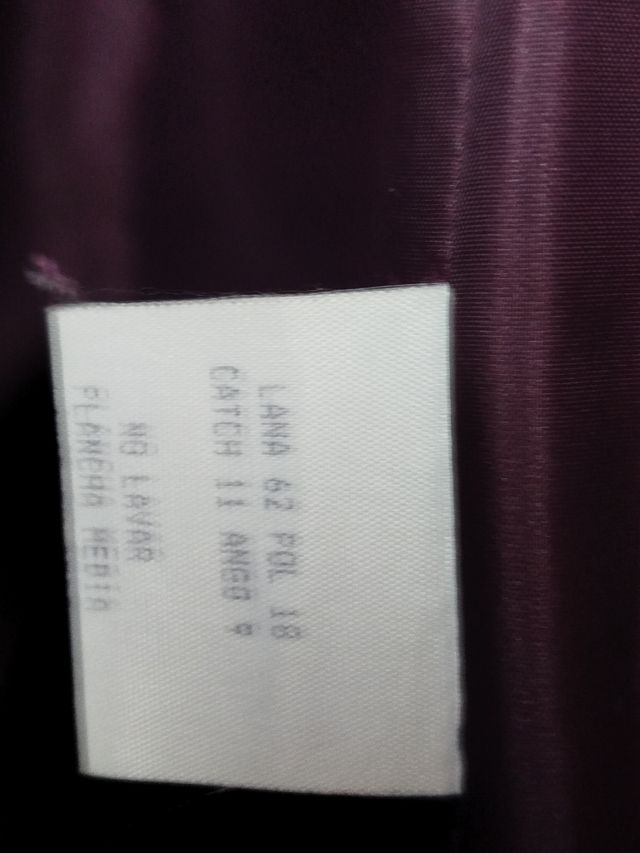 LANA 62 POL 18
CATCH 11 ANGO 9
NO LAVAR
PLANCHA MEDIA